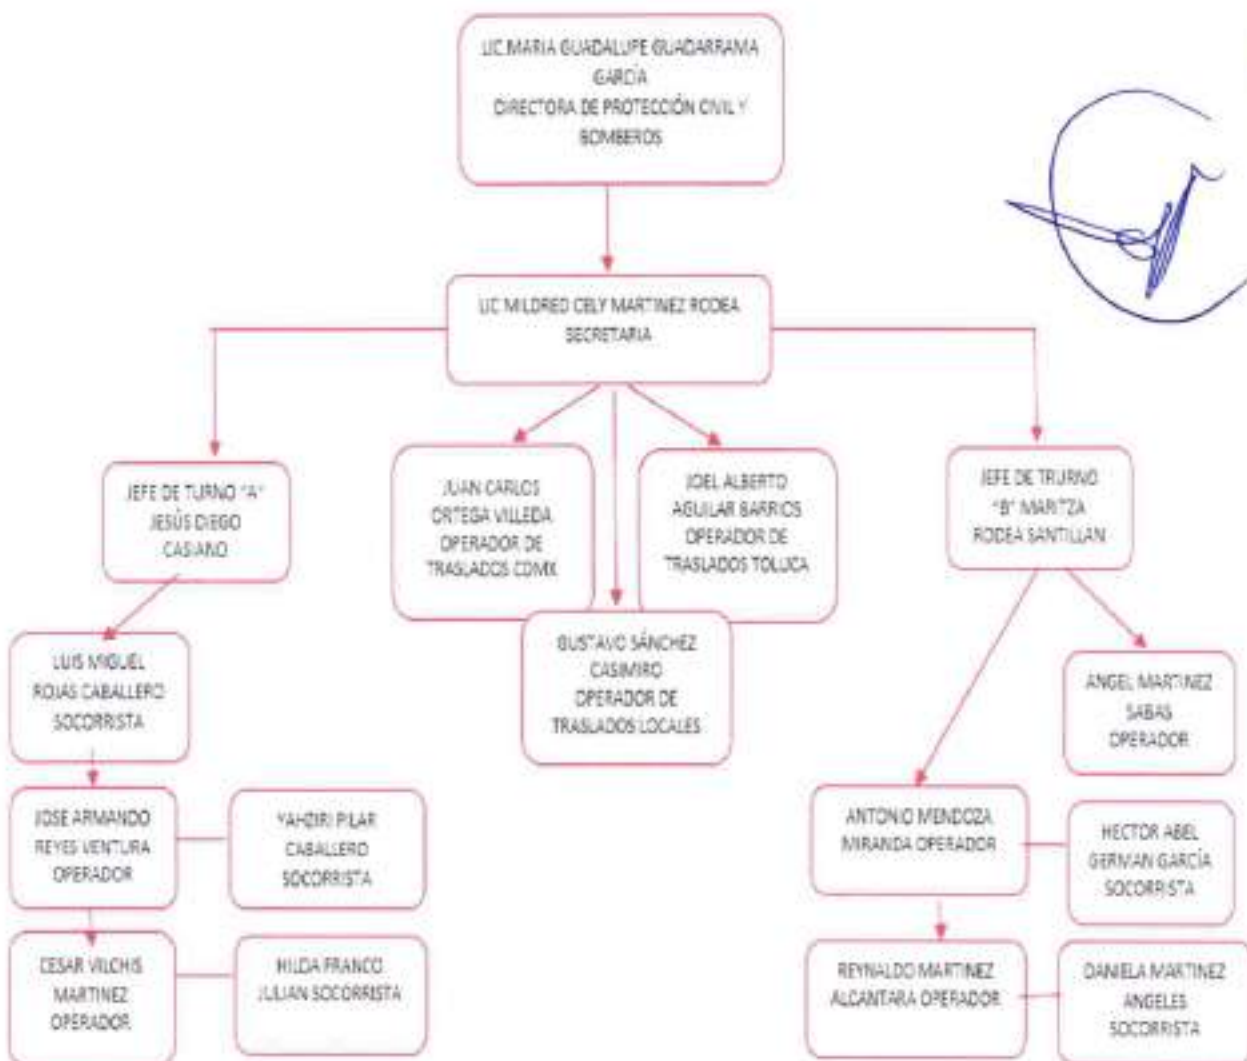 LIC.MARIA GUADALUPE GUADARRAMA
GARCÍA
DIRECTORA DE PROTECCIÓN CIVIL Y
BOMBEROS
LIC MILDRED CELY MARTINEZ RODEA
SECRETARIA
JEFE DE TURNO "A"
JESÚS DIEGO
CASIANO
JUAN CARLOS
ORTEGA VILLEDA
OPERADOR DE
TRASLADOS CDMX
JOEL ALBERTO
AGUILAR BARRIOS
OPERADOR DE
TRASLADOS TOLUCA
JEFE DE TRURNO
"B" MARITZA
RODEA SANTILLAN
GUSTAVO SÁNCHEZ
CASIMIRO
OPERADOR DE
TRASLADOS LOCALES
LUIS MIGUEL
ROJAS CABALLERO
SOCORRISTA
ANGEL MARTINEZ
SABAS
OPERADOR
JOSE ARMANDO
REYES VENTURA
OPERADOR
YAHZIRI PILAR
CABALLERO
SOCORRISTA
ANTONIO MENDOZA
MIRANDA OPERADOR
HECTOR ABEL
GERMAN GARCÍA
SOCORRISTA
CESAR VILCHIS
MARTINEZ
OPERADOR
HILDA FRANCO
JULIAN SOCORRISTA
REYNALDO MARTINEZ
ALCANTARA OPERADOR
DANIELA MARTINEZ
ANGELES
SOCORRISTA